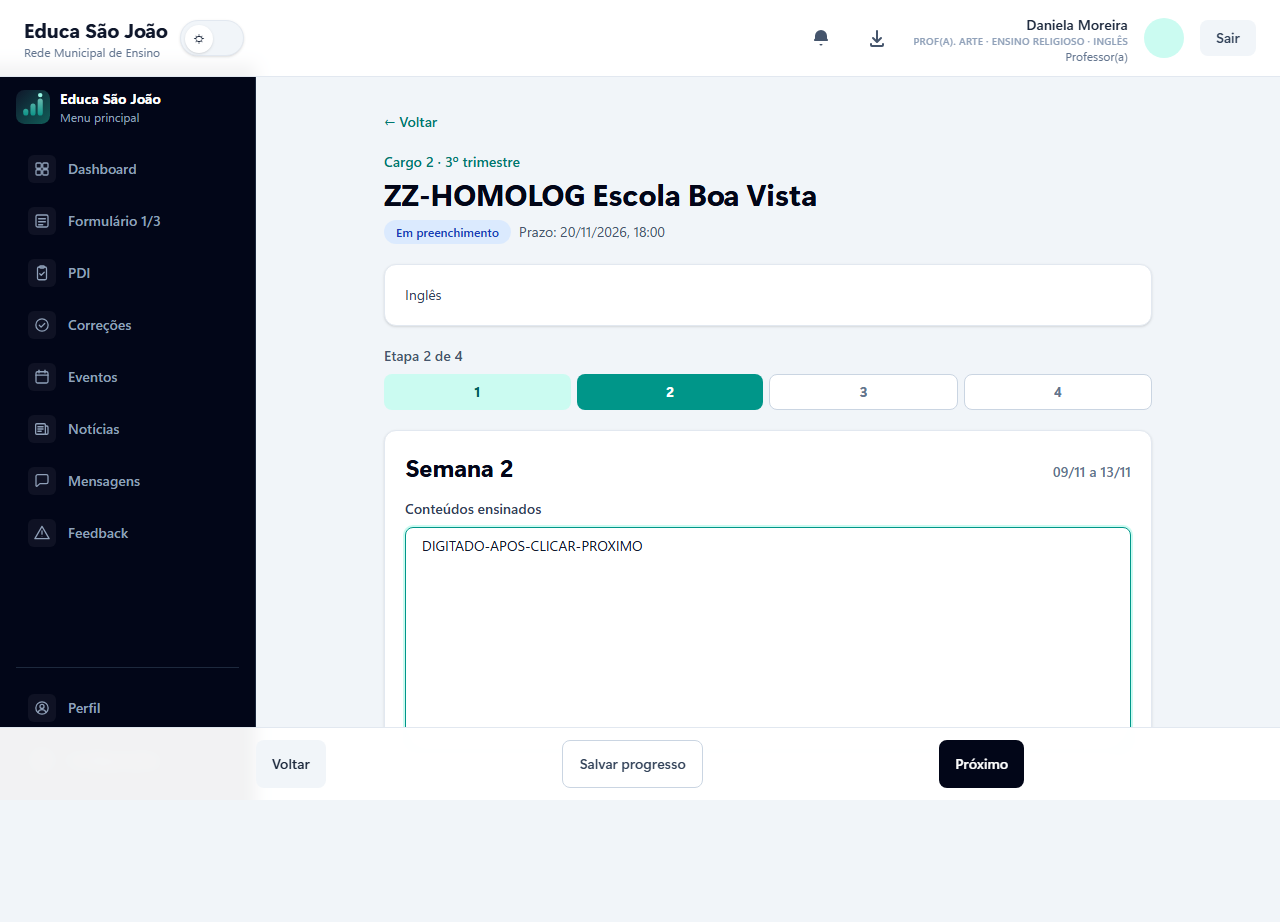 Educa São João
Rede Municipal de Ensino
Daniela Moreira
PROF(A). ARTE · ENSINO RELIGIOSO · INGLÊS
Professor(a)
Sair
Educa São João
Menu principal
Dashboard
Formulário 1/3
PDI
Correções
Eventos
Notícias
Mensagens
Feedback
Perfil
← Voltar
Cargo 2 · 3º trimestre
ZZ-HOMOLOG Escola Boa Vista
Em preenchimento
Prazo: 20/11/2026, 18:00
Inglês
Etapa 2 de 4
1
2
3
4
Semana 2
09/11 a 13/11
Conteúdos ensinados
DIGITADO-APOS-CLICAR-PROXIMO
Voltar
Salvar progresso
Próximo